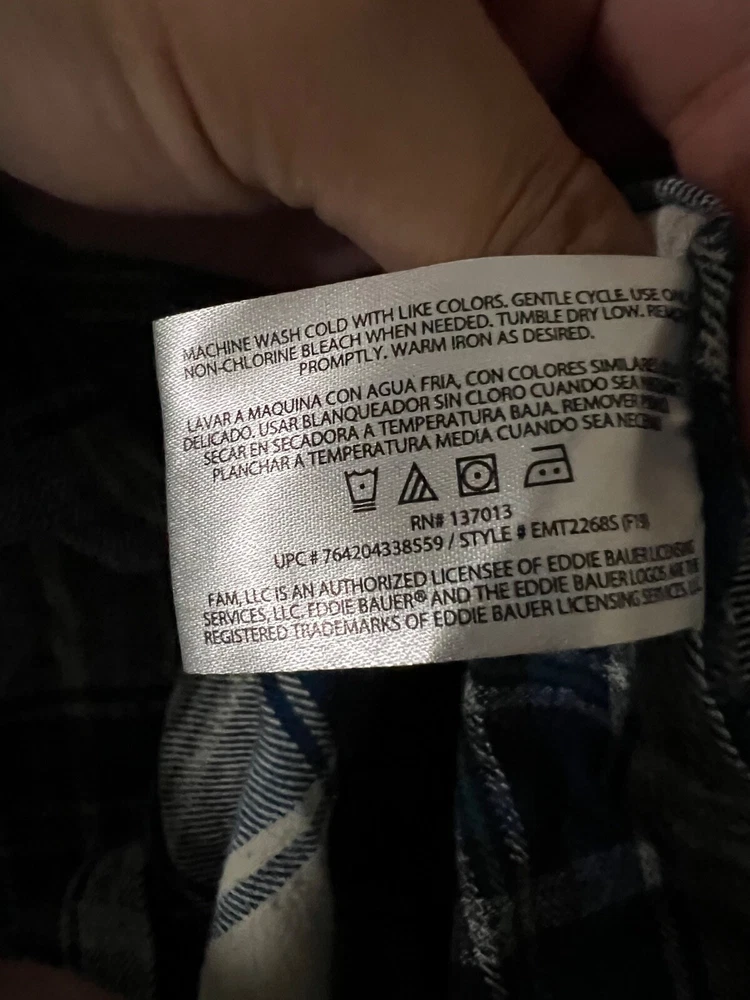 MACHINE WASH COLD WITH LIKE COLORS. GENTLE CYCLE. USE
NON-CHLORINE BLEACH WHEN NEEDED. TUMBLE DRY LOW.
PROMPTLY. WARM IRON AS DESIRED.
LAVAR A MAQUINA CON AGUA FRIA, CON COLORES
DELICADO. USAR BLANQUEADOR SIN CLORO CUANDO SEA
SECAR EN SECADORA A TEMPERATURA BAJA. REMOVER
PLANCHAR A TEMPERATURA MEDIA CUANDO SEA
RN# 137013
UPC # 764204338559 / STYLE # EMT2268S (F19)
FAM, LLC IS AN AUTHORIZED LICENSEE OF EDDIE BAUER LICENSING
SERVICES, LLC. EDDIE BAUER® AND THE EDDIE BAUER LOGOS ARE THE
REGISTERED TRADEMARKS OF EDDIE BAUER LICENSING SERVICES,